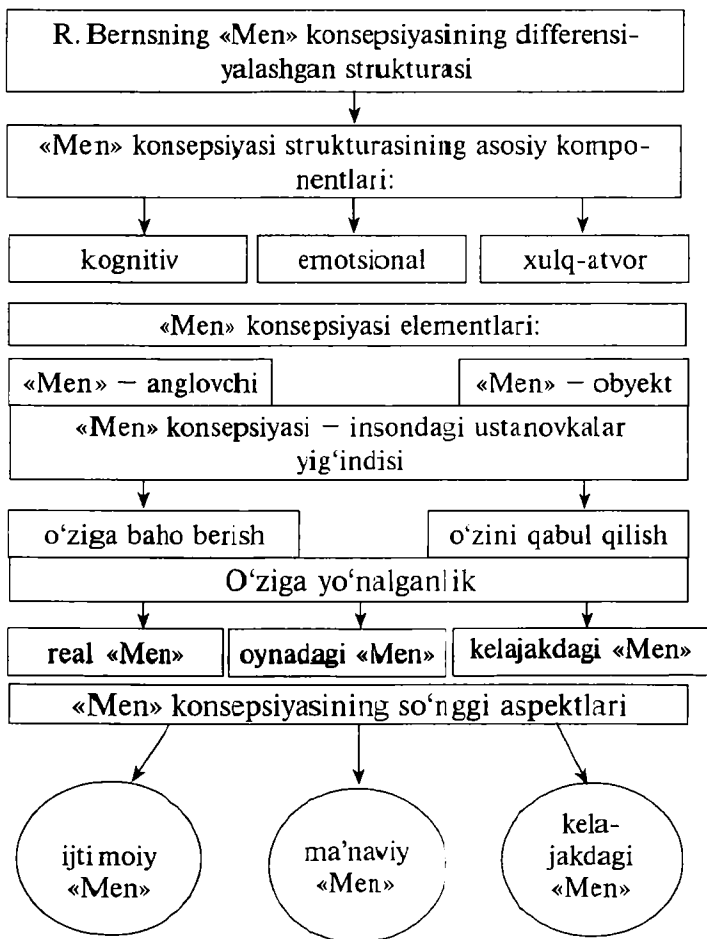 R. Bernsning «Men» konsepsiyasining differensi-
yalashgan strukturasi
«Men» konsepsiyasi strukturasining asosiy kompo-
nentlari:
kognitiv
emotsional
xulq-atvor
«Men» konsepsiyasi elementlari:
«Men» — anglovchi
«Men» — obyekt
«Men» konsepsiyasi — insondagi ustanovkalar
yig‘indisi
o‘ziga baho berish
o‘zini qabul qilish
O‘ziga yo‘nalganlik
real «Men»
oynadagi «Men»
kelajakdagi «Men»
«Men» konsepsiyasining so‘nggi aspektlari
ijtimoiy
«Men»
ma’naviy
«Men»
kela-
jakdagi
«Men»